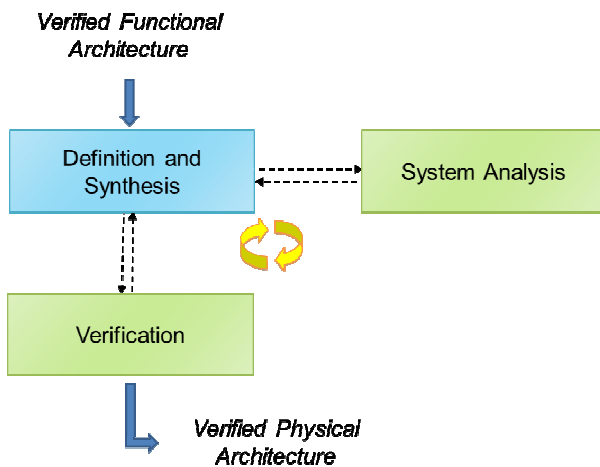 Verified Functional
Architecture
Definition and
Synthesis
System Analysis
Verification
Verified Physical
Architecture